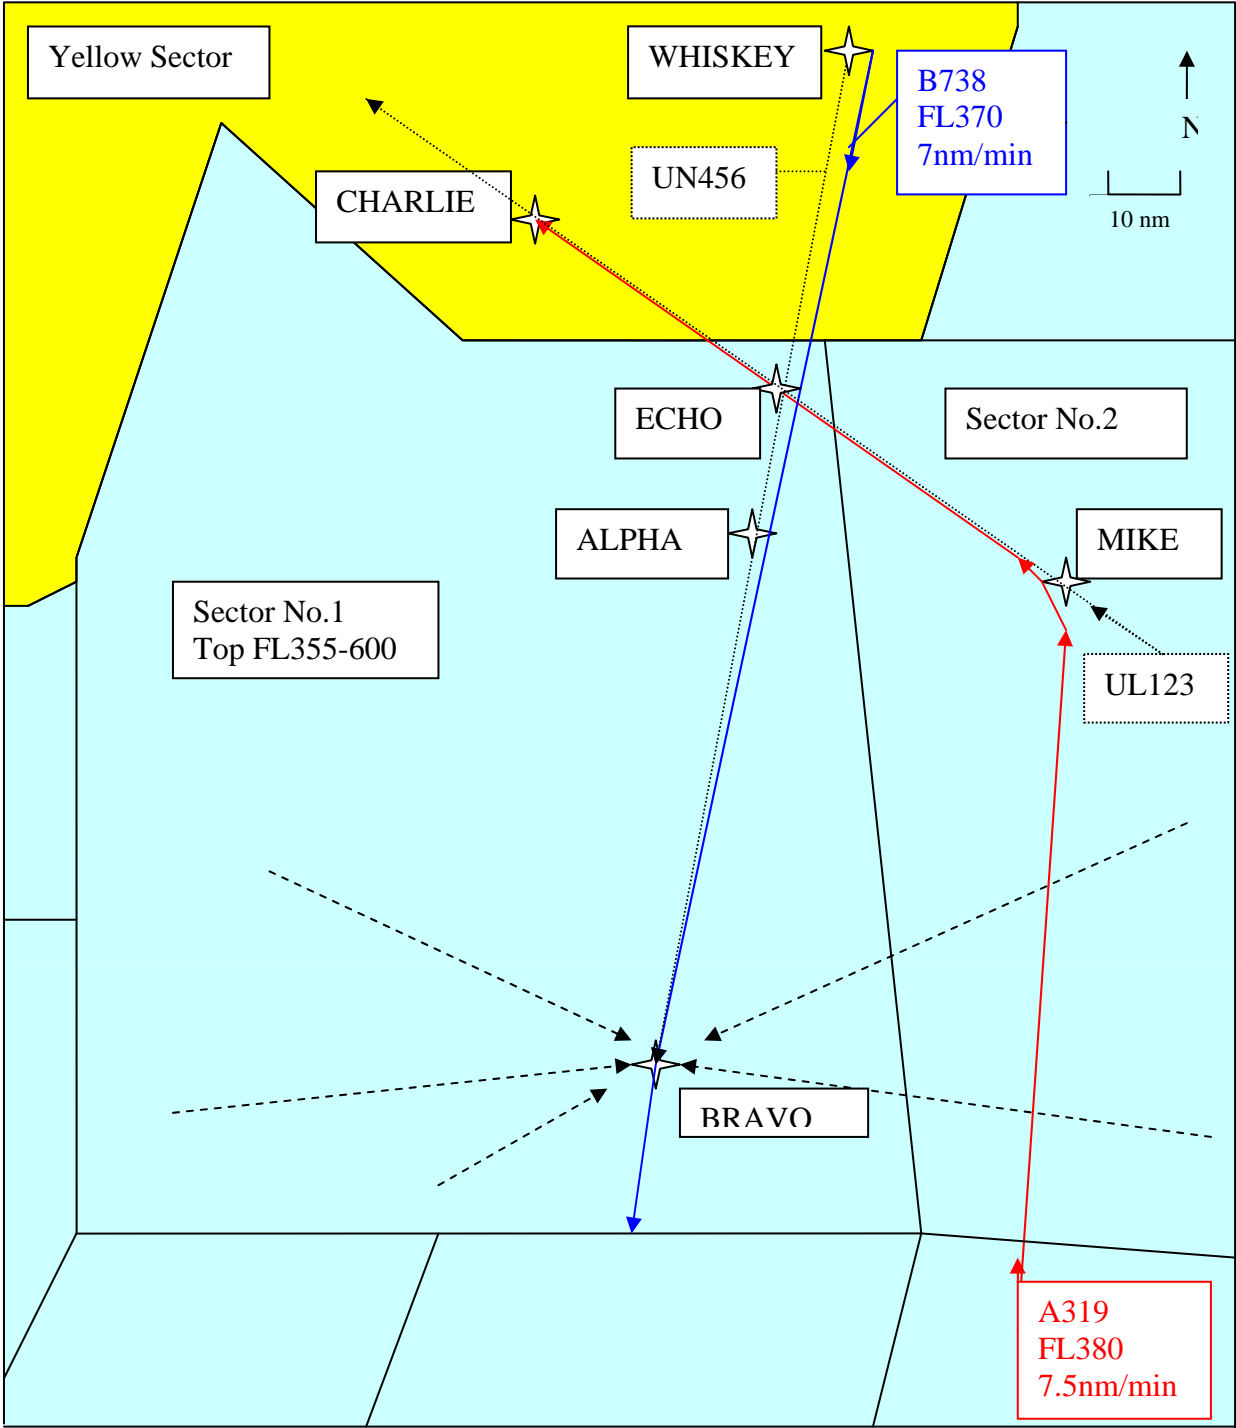 Yellow Sector
WHISKEY
B738
FL370
7nm/min
N
UN456
CHARLIE
10 nm
ECHO
Sector No.2
ALPHA
MIKE
Sector No.1
Top FL355-600
UL123
BRAVO
A319
FL380
7.5nm/min